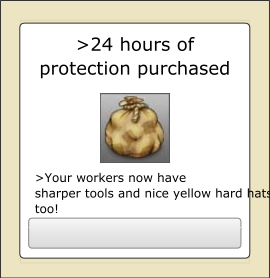 >24 hours of
protection purchased
>Your workers now have
sharper tools and nice yellow hard hats
too!